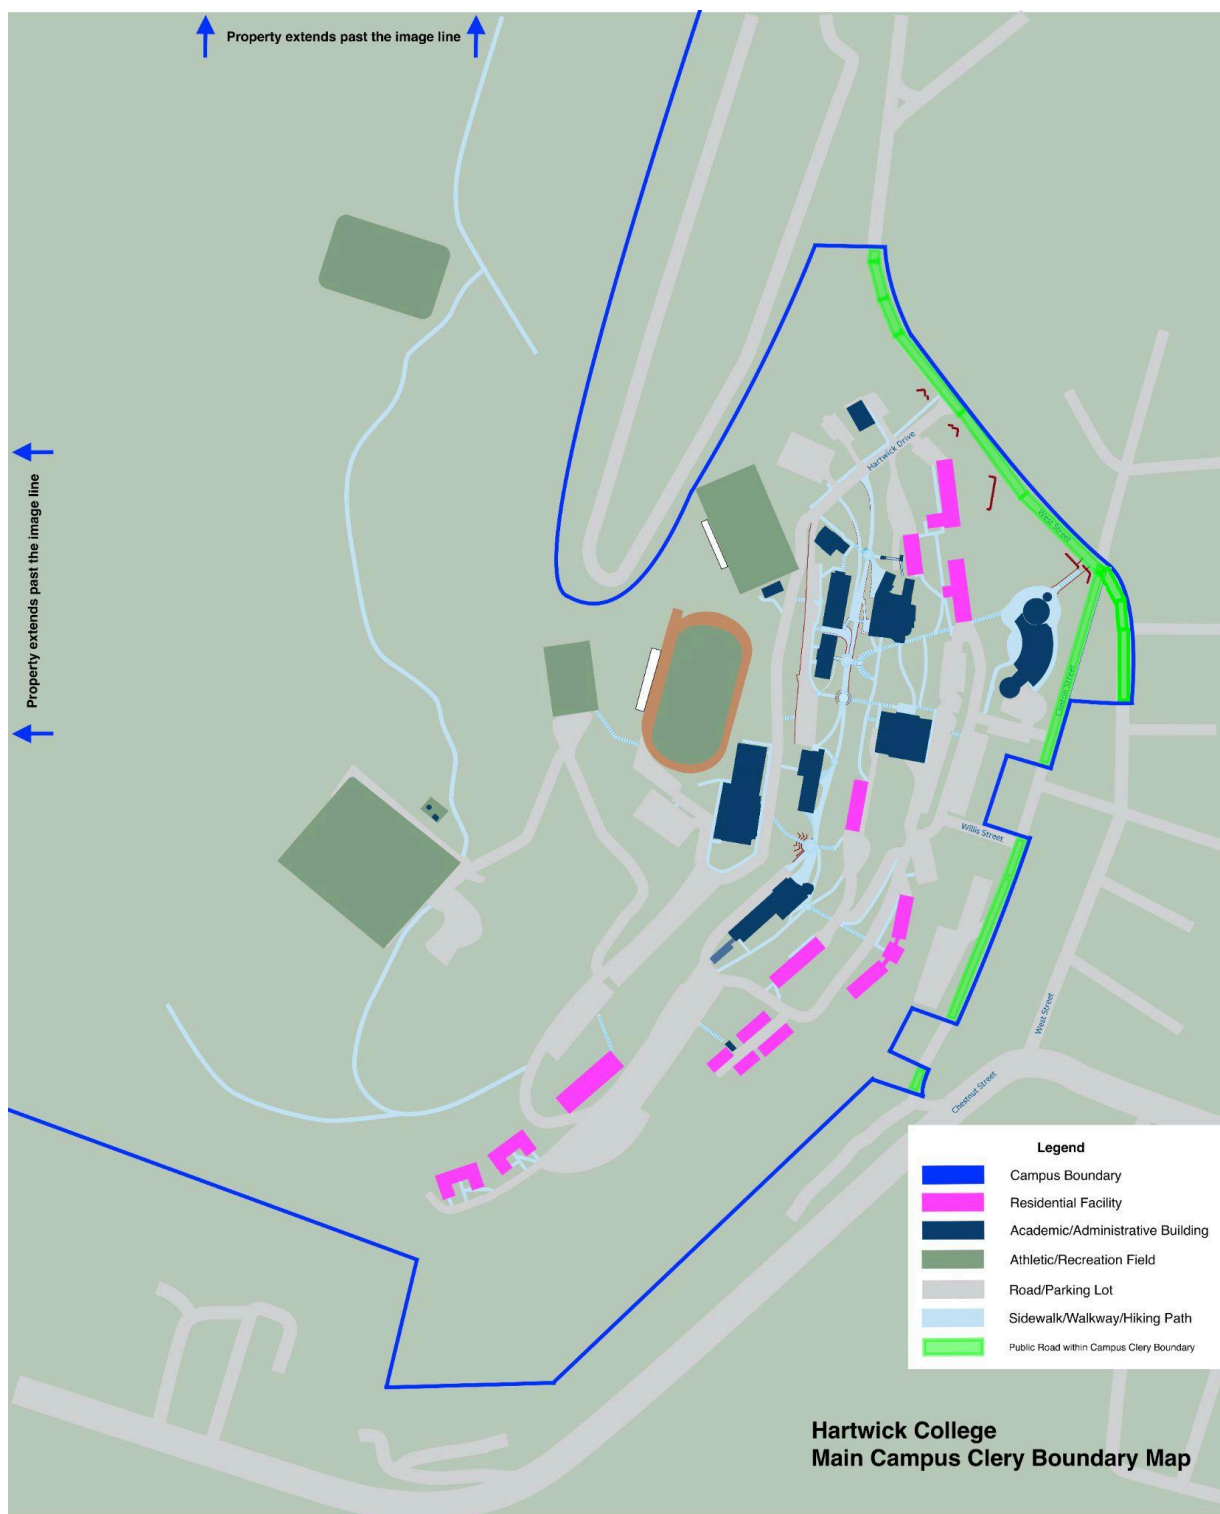 Property extends past the image line
Property extends past the image line
Hartwick Drive
West Street
Clinton Street
Willis Street
West Street
Chestnut Street
Legend
Campus Boundary
Residential Facility
Academic/Administrative Building
Athletic/Recreation Field
Road/Parking Lot
Sidewalk/Walkway/Hiking Path
Public Road within Campus Clery Boundary
Hartwick College
Main Campus Clery Boundary Map